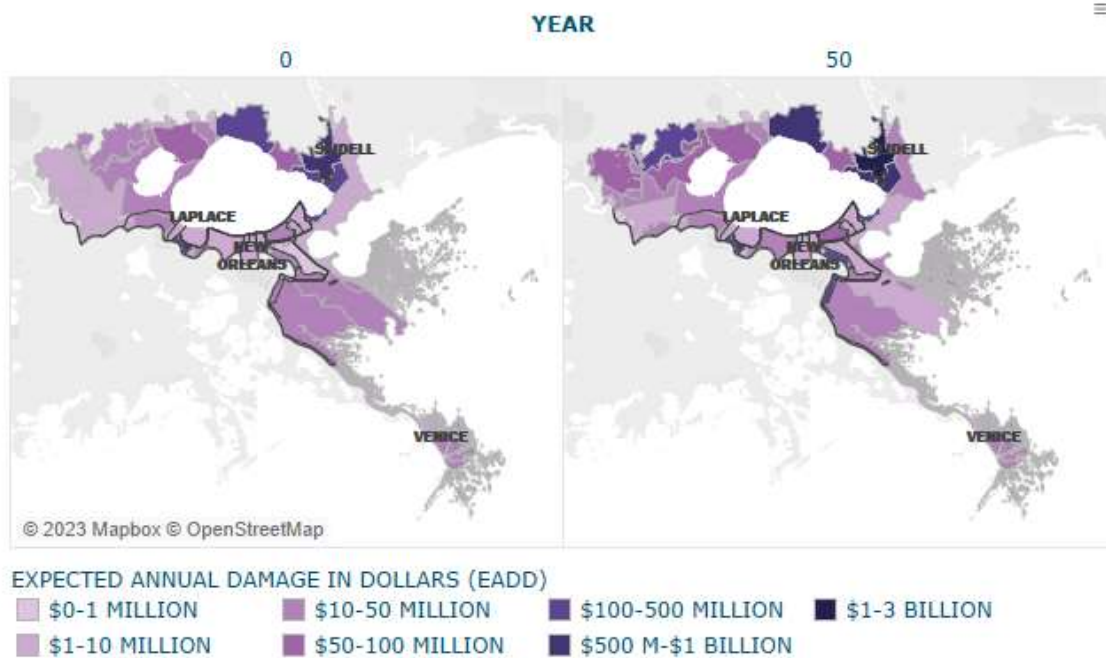 YEAR
0
50
SLIDELL
LAPLACE
NEW
ORLEANS
VENICE
SLIDELL
LAPLACE
NEW
ORLEANS
VENICE
© 2023 Mapbox © OpenStreetMap
EXPECTED ANNUAL DAMAGE IN DOLLARS (EADD)
$0-1 MILLION
$10-50 MILLION
$100-500 MILLION
$1-3 BILLION
$1-10 MILLION
$50-100 MILLION
$500 M-$1 BILLION